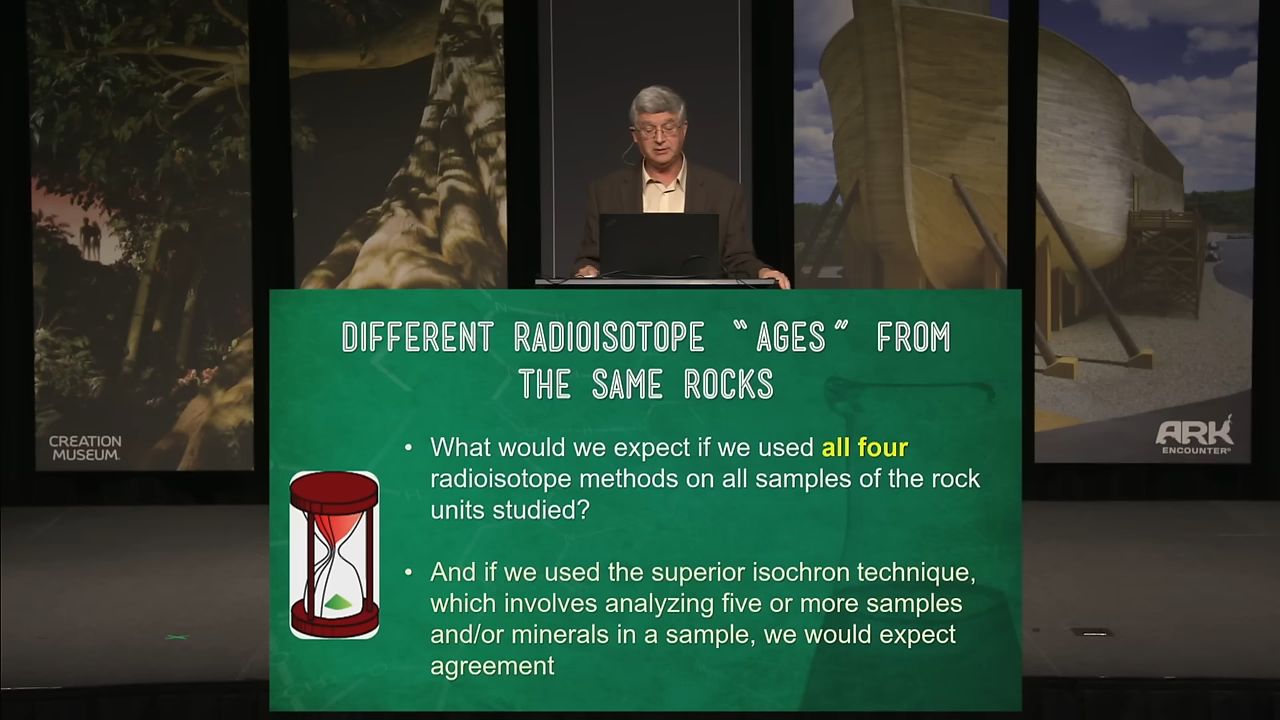 DIFFERENT RADIOISOTOPE "AGES" FROM
THE SAME ROCKS
• What would we expect if we used all four
radioisotope methods on all samples of the rock
units studied?
• And if we used the superior isochron technique,
which involves analyzing five or more samples
and/or minerals in a sample, we would expect
agreement
CREATION
MUSEUM.
ARK
ENCOUNTER